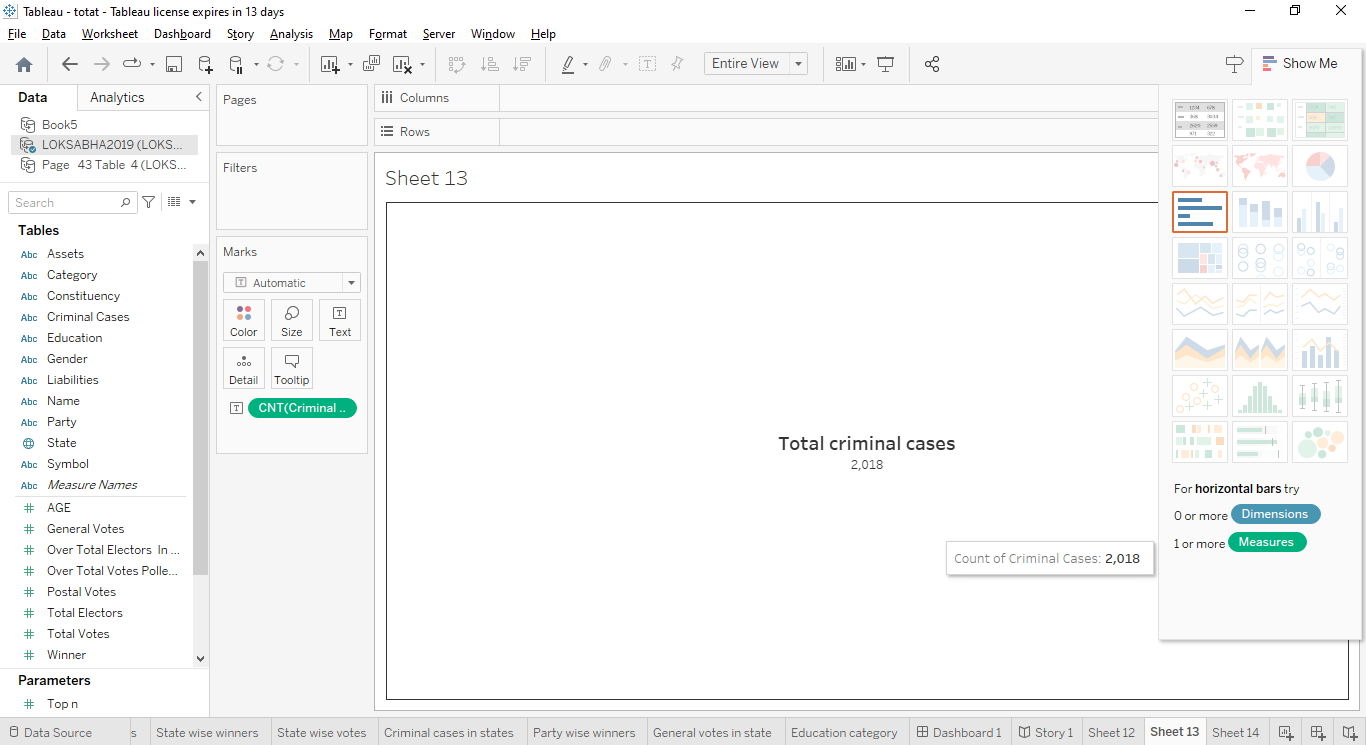 Tableau - totat - Tableau license expires in 13 days
File Data Worksheet Dashboard Story Analysis Map Format Server Window Help
Entire View
Show Me
Data Analytics
Book5
LOKSABHA2019 (LOKS...
Page 43 Table 4 (LOKS...
Search
Tables
Abc Assets
Abc Category
Abc Constituency
Abc Criminal Cases
Abc Education
Abc Gender
Abc Liabilities
Abc Name
Abc Party
State
Abc Symbol
Abc Measure Names
# AGE
# General Votes
# Over Total Electors In ...
# Over Total Votes Polle...
# Postal Votes
# Total Electors
# Total Votes
# Winner
Parameters
# Top n
Pages
Filters
Marks
T Automatic
Color Size Text
Detail Tooltip
T CNT(Criminal ..
Columns
Rows
Sheet 13
Total criminal cases
2,018
Count of Criminal Cases: 2,018
For horizontal bars try
0 or more Dimensions
1 or more Measures
Data Source s State wise winners State wise votes Criminal cases in states Party wise winners General votes in state Education category Dashboard 1 Story 1 Sheet 12 Sheet 13 Sheet 14